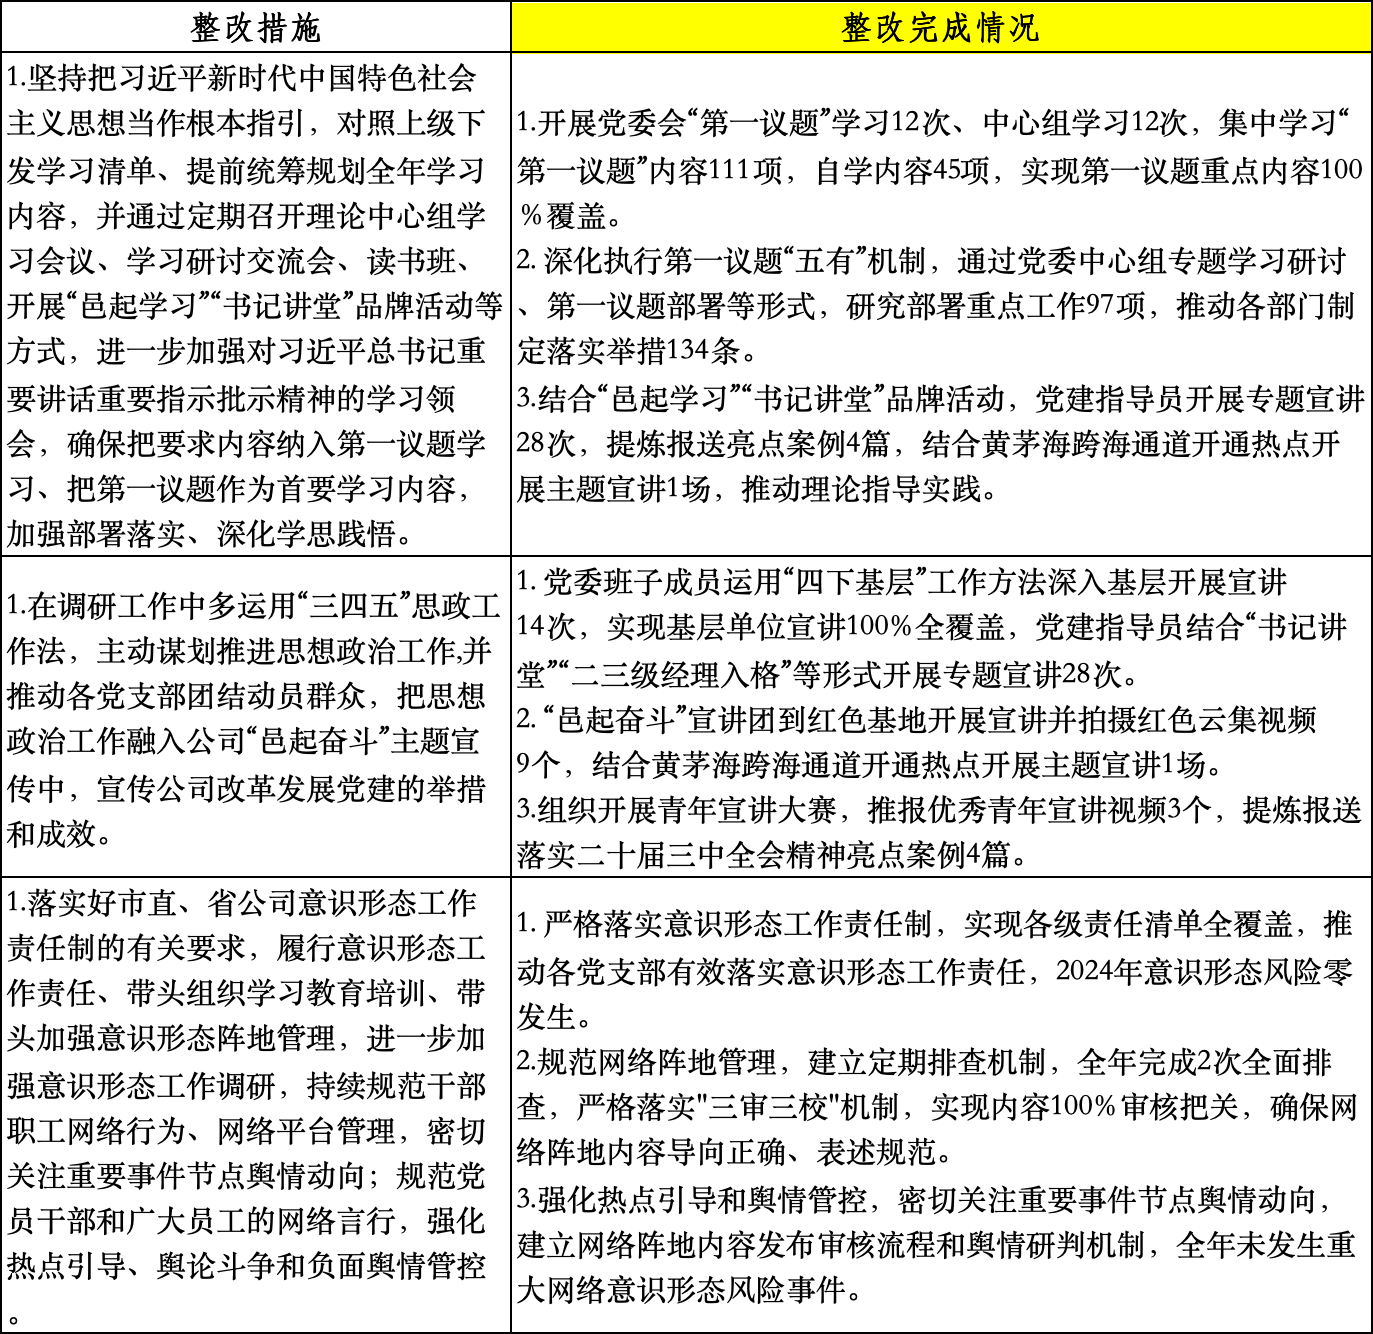 整改措施
整改完成情况
1.坚持把习近平新时代中国特色社会
主义思想当作根本指引，对照上级下
发学习清单、提前统筹规划全年学习
内容，并通过定期召开理论中心组学
习会议、学习研讨交流会、读书班、
开展“邑起学习”“书记讲堂”品牌活动等
方式，进一步加强对习近平总书记重
要讲话重要指示批示精神的学习领
会，确保把要求内容纳入第一议题学
习、把第一议题作为首要学习内容，
加强部署落实、深化学思践悟。
1.开展党委会“第一议题”学习12次、中心组学习12次，集中学习“
第一议题”内容111项，自学内容45项，实现第一议题重点内容100
%覆盖。
2. 深化执行第一议题“五有”机制，通过党委中心组专题学习研讨
、第一议题部署等形式，研究部署重点工作97项，推动各部门制
定落实举措134条。
3.结合“邑起学习”“书记讲堂”品牌活动，党建指导员开展专题宣讲
28次，提炼报送亮点案例4篇，结合黄茅海跨海通道开通热点开
展主题宣讲1场，推动理论指导实践。
1.在调研工作中多运用“三四五”思政工
作法，主动谋划推进思想政治工作,并
推动各党支部团结动员群众，把思想
政治工作融入公司“邑起奋斗”主题宣
传中，宣传公司改革发展党建的举措
和成效。
1. 党委班子成员运用“四下基层”工作方法深入基层开展宣讲
14次，实现基层单位宣讲100%全覆盖，党建指导员结合“书记讲
堂”“二三级经理入格”等形式开展专题宣讲28次。
2. “邑起奋斗”宣讲团到红色基地开展宣讲并拍摄红色云集视频
9个，结合黄茅海跨海通道开通热点开展主题宣讲1场。
3.组织开展青年宣讲大赛，推报优秀青年宣讲视频3个，提炼报送
落实二十届三中全会精神亮点案例4篇。
1.落实好市直、省公司意识形态工作
责任制的有关要求，履行意识形态工
作责任、带头组织学习教育培训、带
头加强意识形态阵地管理，进一步加
强意识形态工作调研，持续规范干部
职工网络行为、网络平台管理，密切
关注重要事件节点舆情动向；规范党
员干部和广大员工的网络言行，强化
热点引导、舆论斗争和负面舆情管控
。
1. 严格落实意识形态工作责任制，实现各级责任清单全覆盖，推
动各党支部有效落实意识形态工作责任，2024年意识形态风险零
发生。
2.规范网络阵地管理，建立定期排查机制，全年完成2次全面排
查，严格落实"三审三校"机制，实现内容100%审核把关，确保网
络阵地内容导向正确、表述规范。
3.强化热点引导和舆情管控，密切关注重要事件节点舆情动向，
建立网络阵地内容发布审核流程和舆情研判机制，全年未发生重
大网络意识形态风险事件。